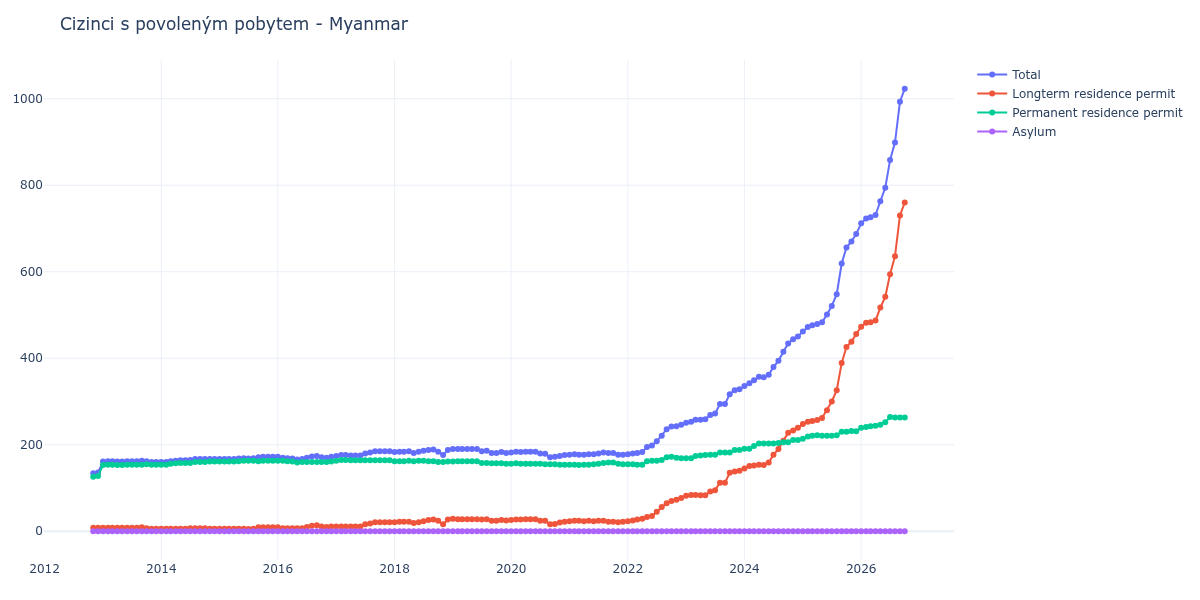 Cizinci s povoleným pobytem - Myanmar
Total
Longterm residence permit
Permanent residence permit
Asylum
1000
800
600
400
200
0
2012 2014 2016 2018 2020 2022 2024 2026